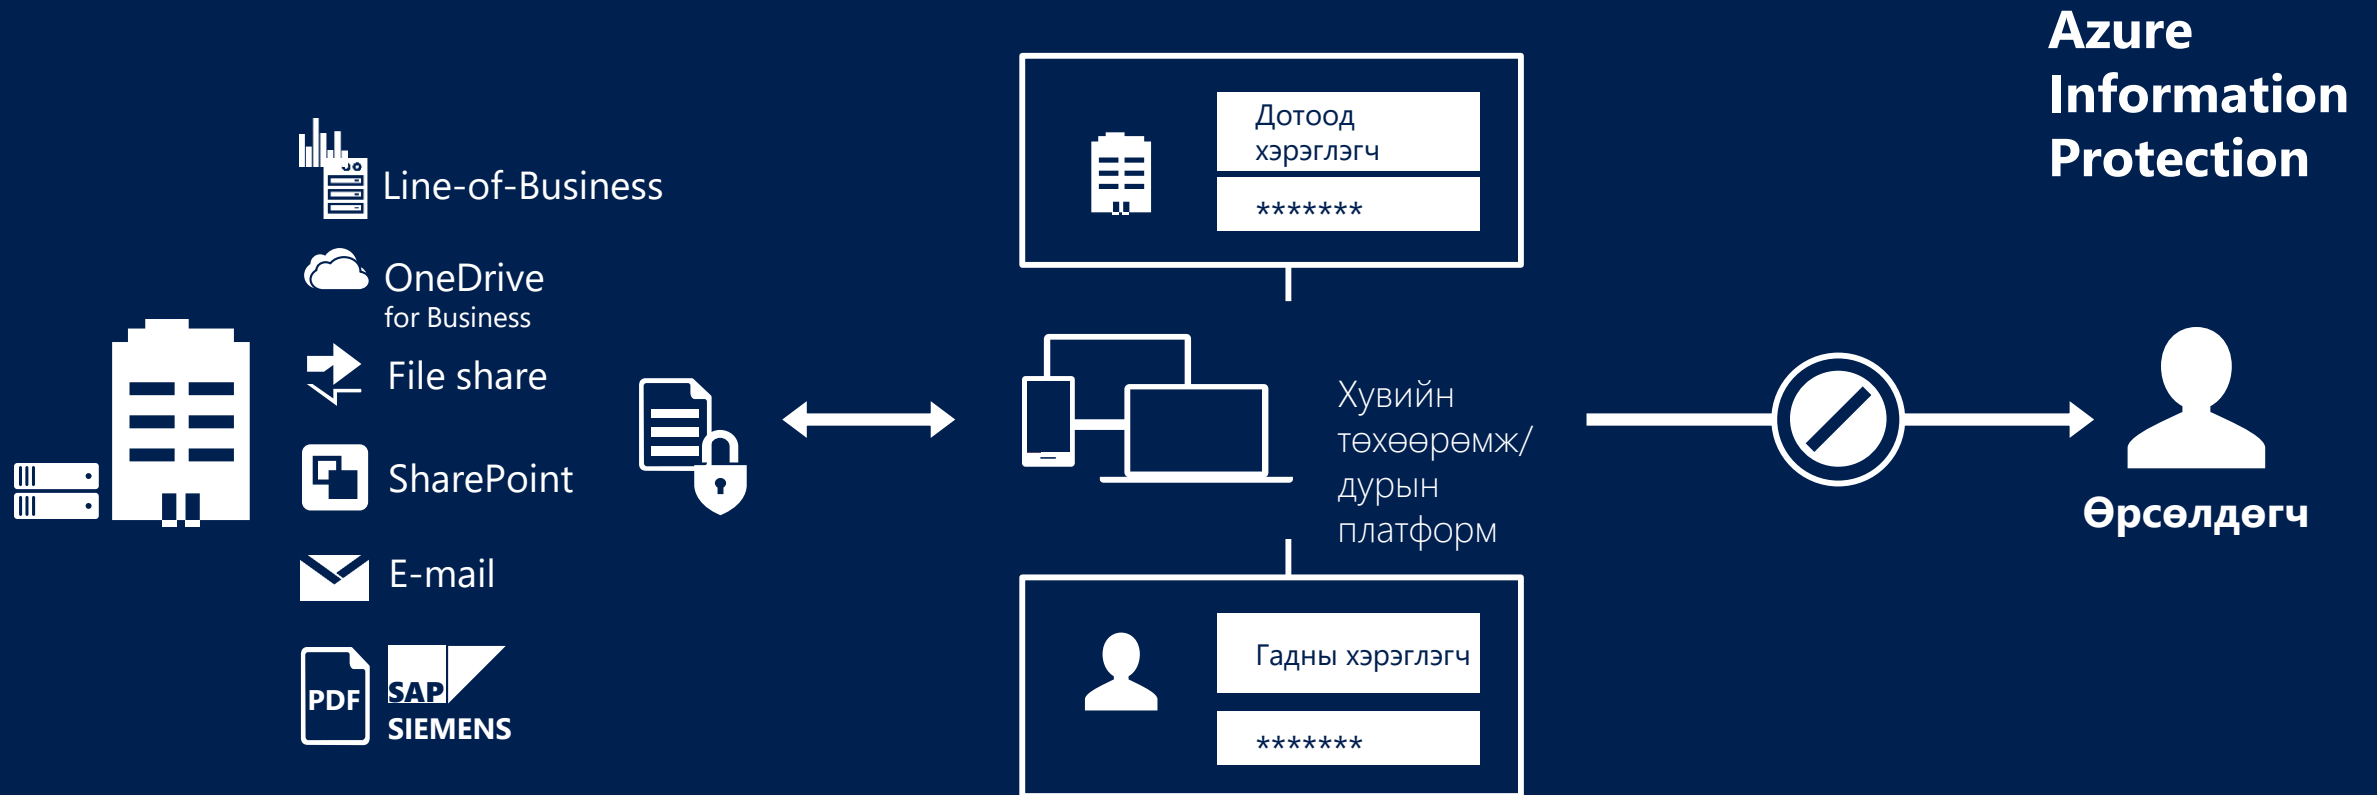 Azure
Information
Protection
Line-of-Business
OneDrive
for Business
File share
SharePoint
E-mail
PDF
SAP
SIEMENS
Дотоод
хэрэглэгч
*******
Хувийн
төхөөрөмж/
дурын
платформ
Гадны хэрэглэгч
*******
Өрсөлдөгч